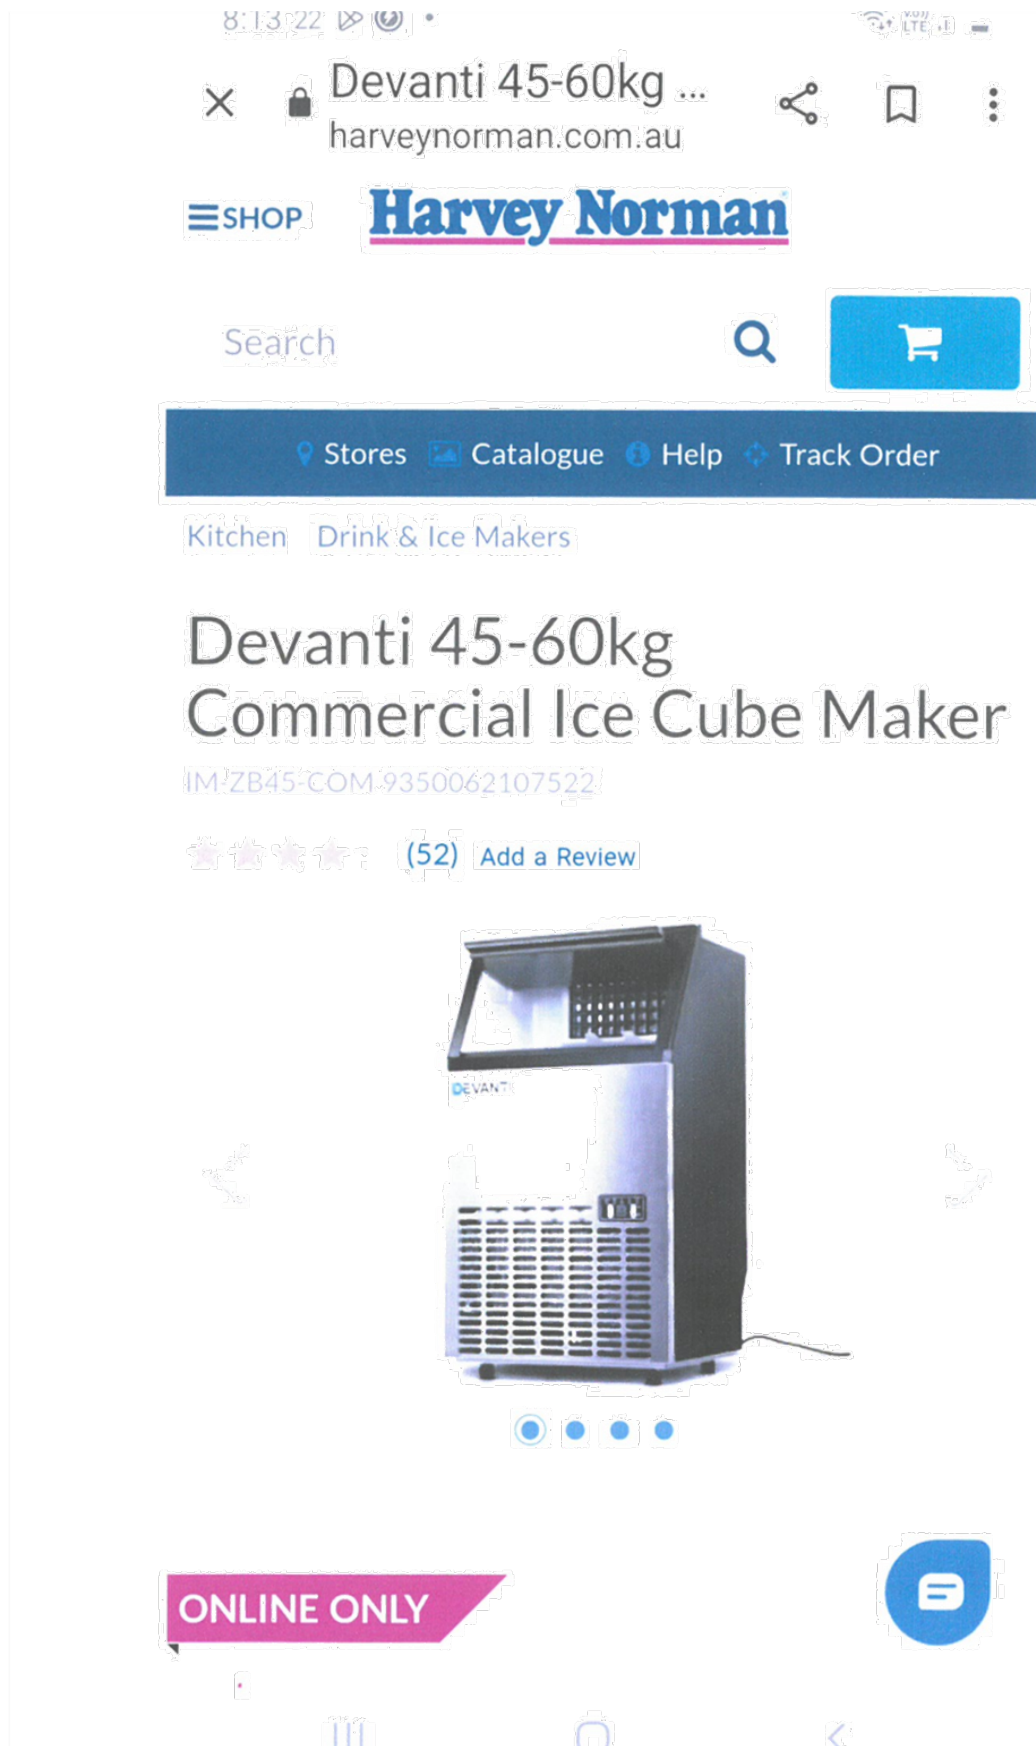 8:13 22
LTE
Devanti 45-60kg ...
harveynorman.com.au
SHOP
Harvey Norman
Search
Stores Catalogue Help Track Order
Kitchen Drink & Ice Makers
Devanti 45-60kg
Commercial Ice Cube Maker
IM-ZB45-COM-9350062107522
(52) Add a Review
DEVANTI
ONLINE ONLY